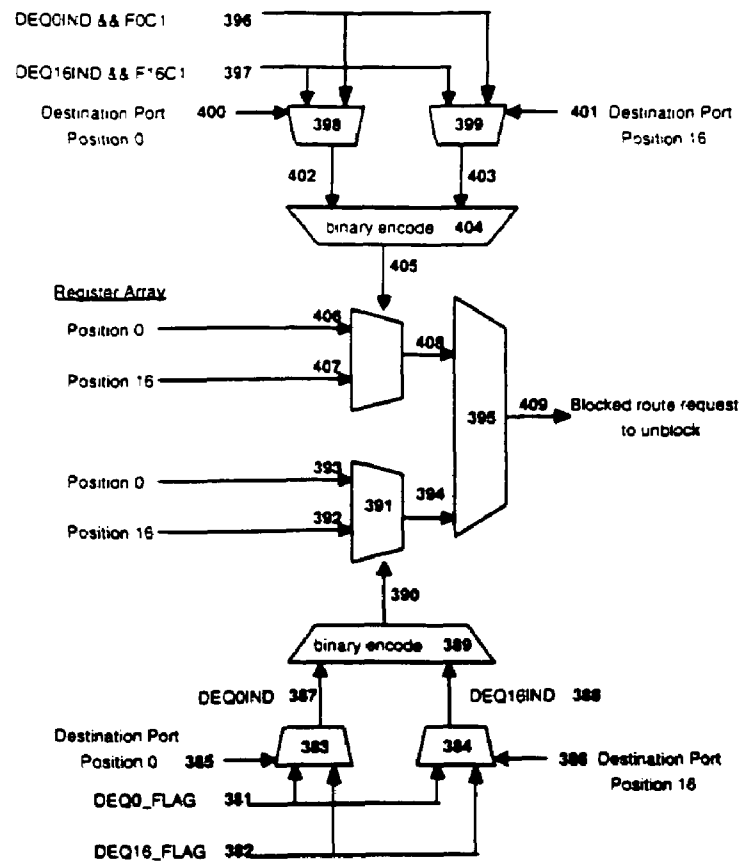 DEQ0IND && F0C1 396
DEQ16IND && F16C1 397
Destination Port 400
Position 0
398
399
401 Destination Port
Position 16
402
403
binary encode 404
405
Register Array
Position 0
406
Position 16
407
408
395
409
Blocked route request
to unblock
Position 0
393
Position 16
392
391
394
390
binary encode 389
DEQ0IND 387
DEQ16IND 388
Destination Port
Position 0 385
383
384
386 Destination Port
Position 16
DEQ0_FLAG 381
DEQ16_FLAG 382